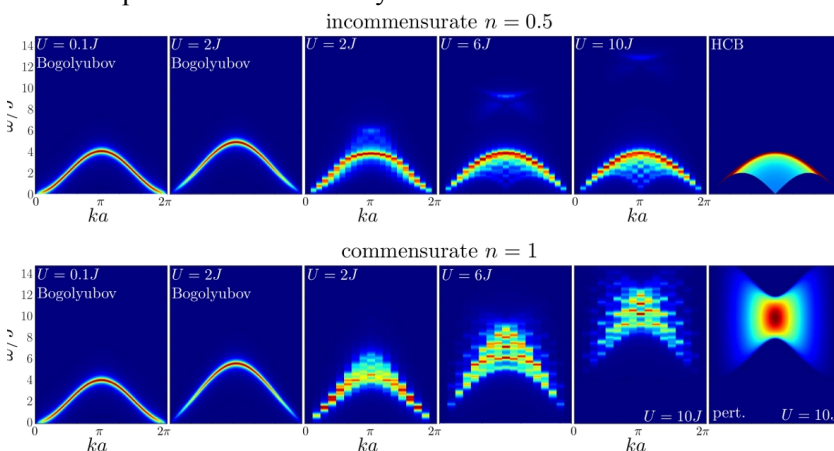 incommensurate n = 0.5
U = 0.1J
Bogolyubov
U = 2J
Bogolyubov
U = 2J
U = 6J
U = 10J
HCB
14
12
10
8
6
4
2
0
0 π 2π
0 π 2π
0 π 2π
ka
ka
ka
commensurate n = 1
U = 0.1J
Bogolyubov
U = 2J
Bogolyubov
U = 2J
U = 6J
U = 10J
pert.
U = 10
14
12
10
8
6
4
2
0
0 π 2π
0 π 2π
0 π 2π
ka
ka
ka